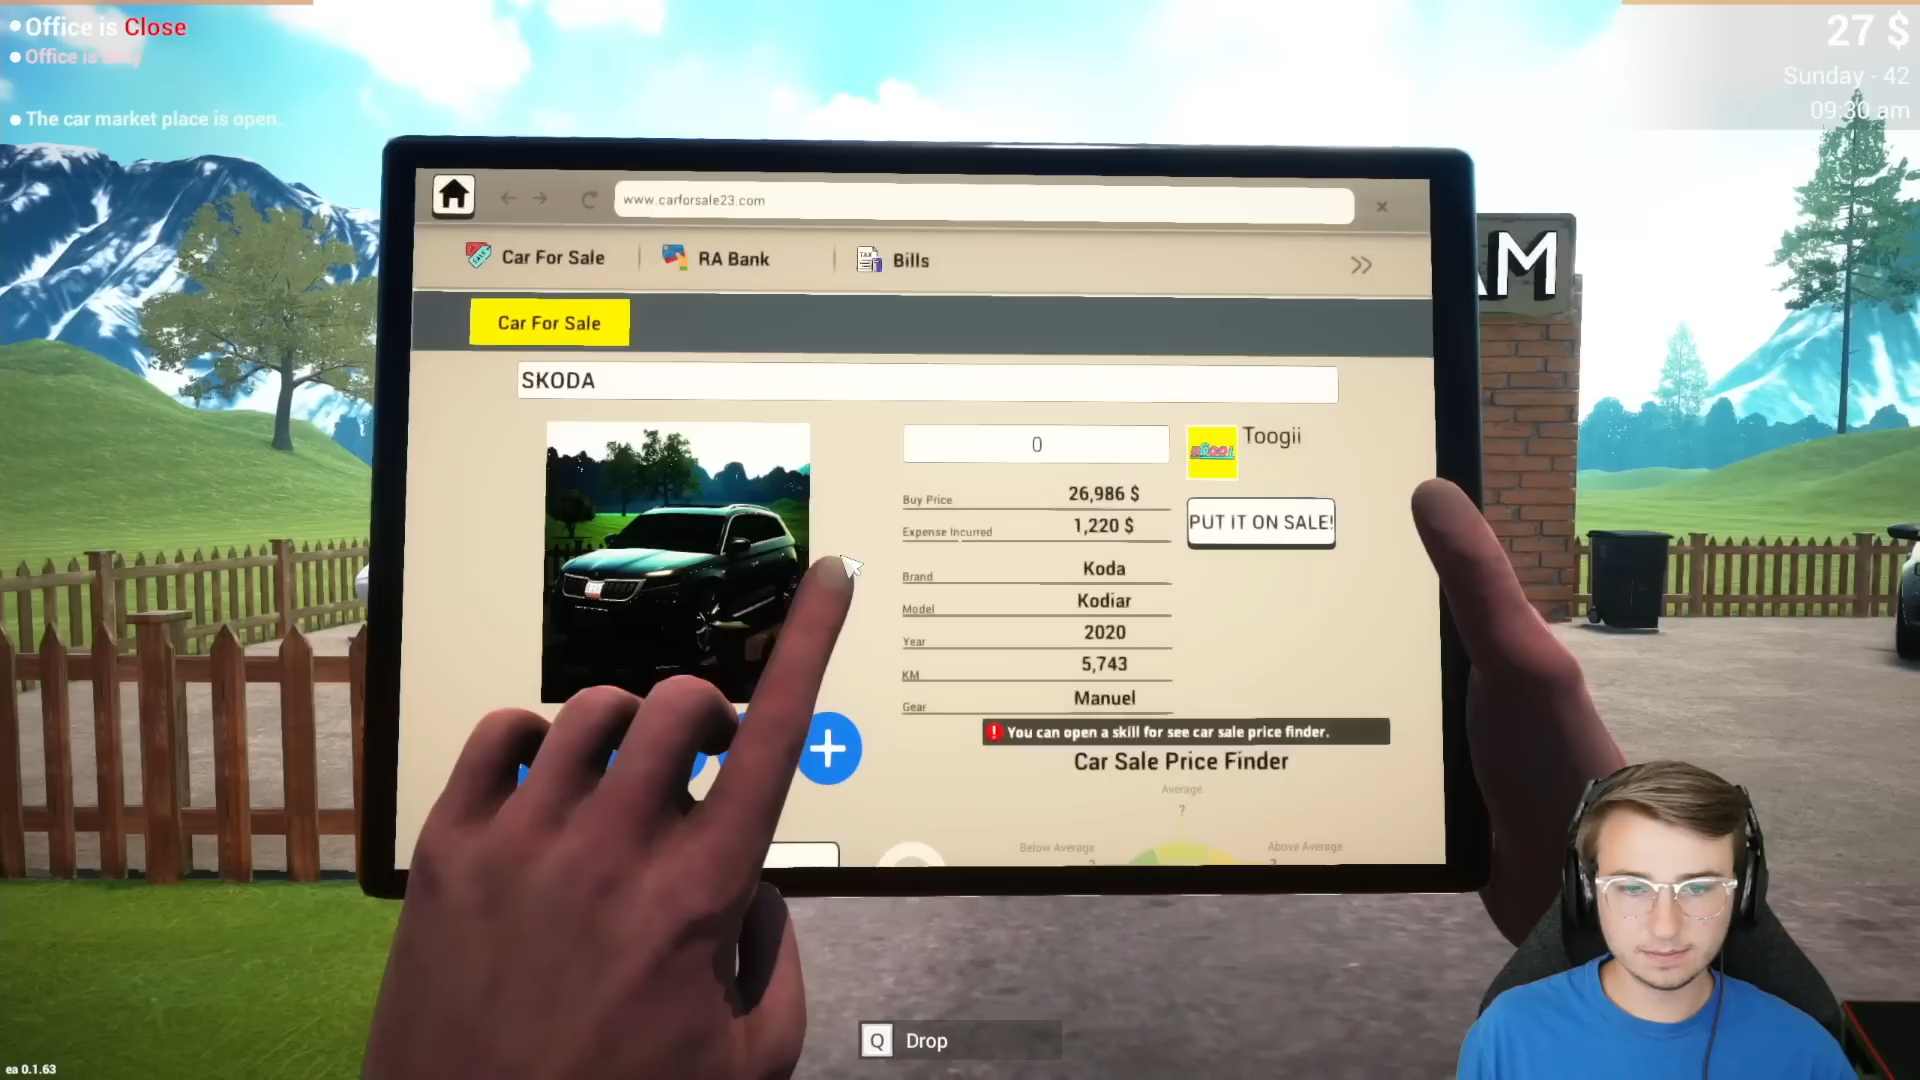 Office is Close
27 $
Sunday - 42
09:30 am
The car market place is open.
www.carforsale23.com
Car For Sale
RA Bank
Bills
Car For Sale
SKODA
0
Toogii
Buy Price 26,986 $
PUT IT ON SALE!
Expense Incurred 1,220 $
Brand Koda
Model Kodiar
Year 2020
KM 5,743
Gear Manuel
You can open a skill for see car sale price finder.
Car Sale Price Finder
Average
?
Below Average
Above Average
Q Drop
ea 0.1.63